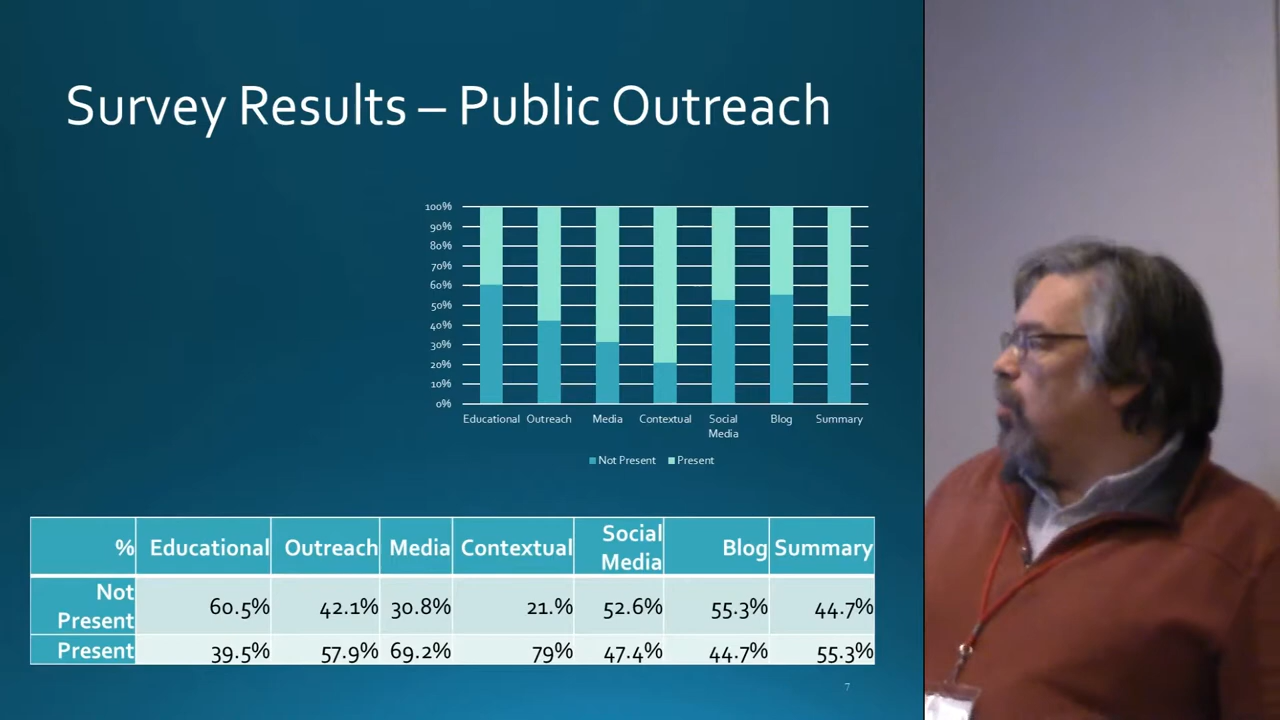 Survey Results – Public Outreach
100%
90%
80%
70%
60%
50%
40%
30%
20%
10%
0%
Educational Outreach Media Contextual Social Media Blog Summary
Not Present Present
% Educational Outreach Media Contextual Social Media Blog Summary
Not Present 60.5% 42.1% 30.8% 21.% 52.6% 55.3% 44.7%
Present 39.5% 57.9% 69.2% 79% 47.4% 44.7% 55.3%
7